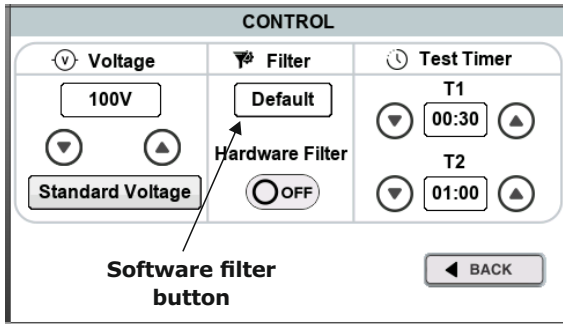 CONTROL
V Voltage
100V
Standard Voltage
Filter
Default
Hardware Filter
OFF
Test Timer
T1
00:30
T2
01:00
Software filter
button
BACK